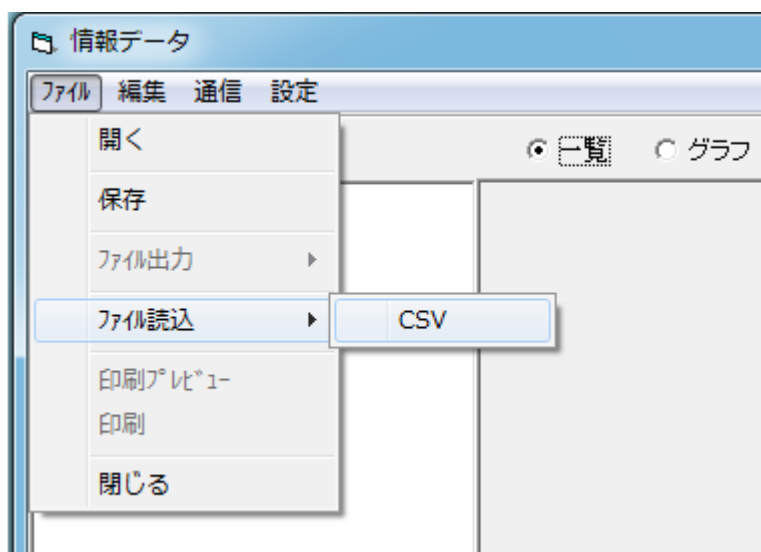 情報データ
ﾌｧｲﾙ 編集 通信 設定
開く
一覧 グラフ
保存
ﾌｧｲﾙ出力
ﾌｧｲﾙ読込 CSV
印刷ﾌﾟﾚﾋﾞｭｰ
印刷
閉じる